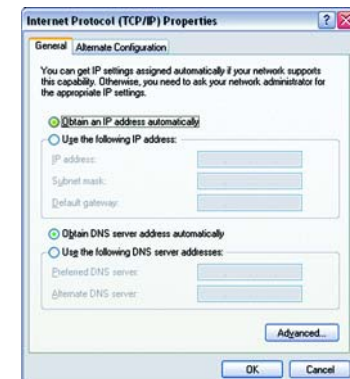 Internet Protocol (TCP/IP) Properties
General
Alternate Configuration
You can get IP settings assigned automatically if your network supports
this capability. Otherwise, you need to ask your network administrator for
the appropriate IP settings.
Obtain an IP address automatically
Use the following IP address:
IP address:
Subnet mask:
Default gateway:
Obtain DNS server address automatically
Use the following DNS server addresses:
Preferred DNS server:
Alternate DNS server:
Advanced...
OK
Cancel